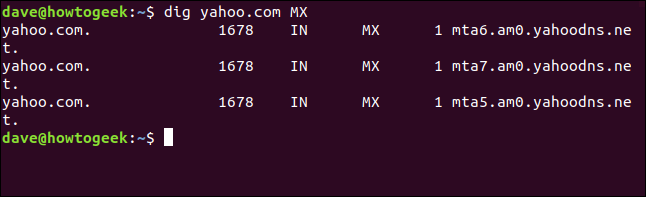 dave@howtogeek:~$ dig yahoo.com MX
yahoo.com. 1678 IN MX 1 mta6.am0.yahoodns.ne
t.
yahoo.com. 1678 IN MX 1 mta7.am0.yahoodns.ne
t.
yahoo.com. 1678 IN MX 1 mta5.am0.yahoodns.ne
t.
dave@howtogeek:~$